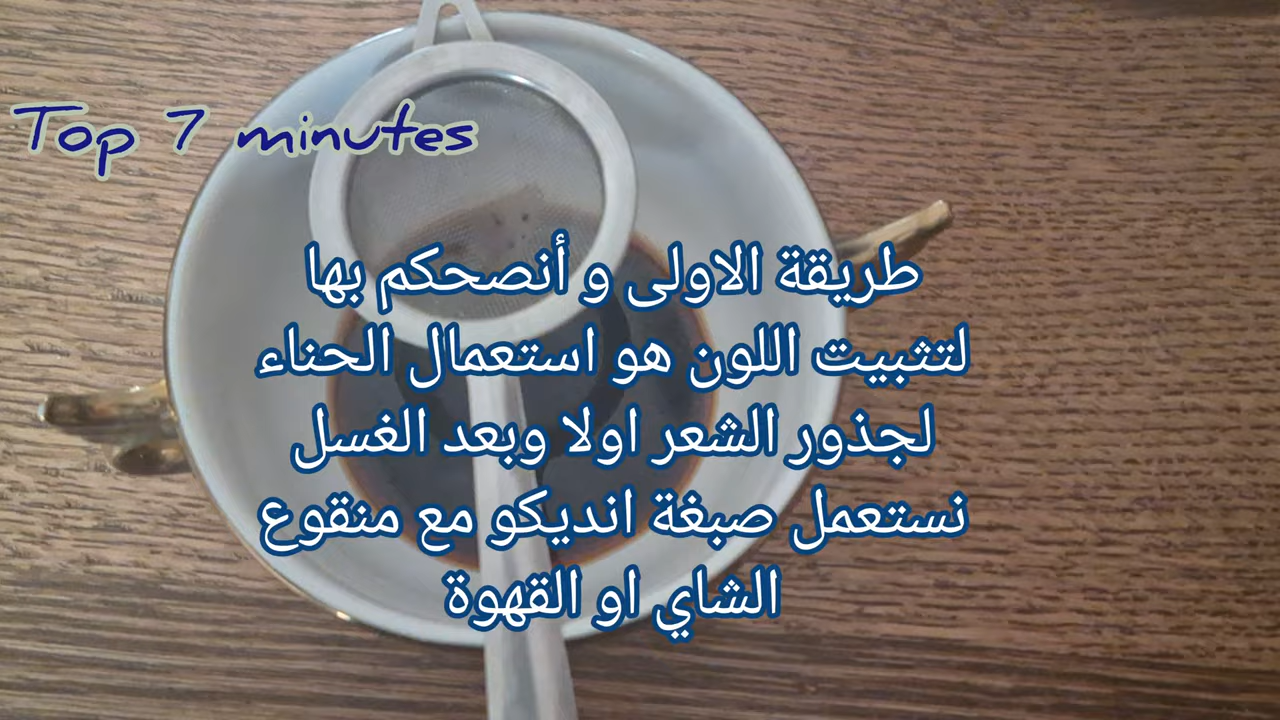 Top 7 minutes
طريقة الاولى و أنصحكم بها
لتثبيت اللون هو استعمال الحناء
لجذور الشعر اولا وبعد الغسل
نستعمل صبغة انديكو مع منقوع
الشاي او القهوة